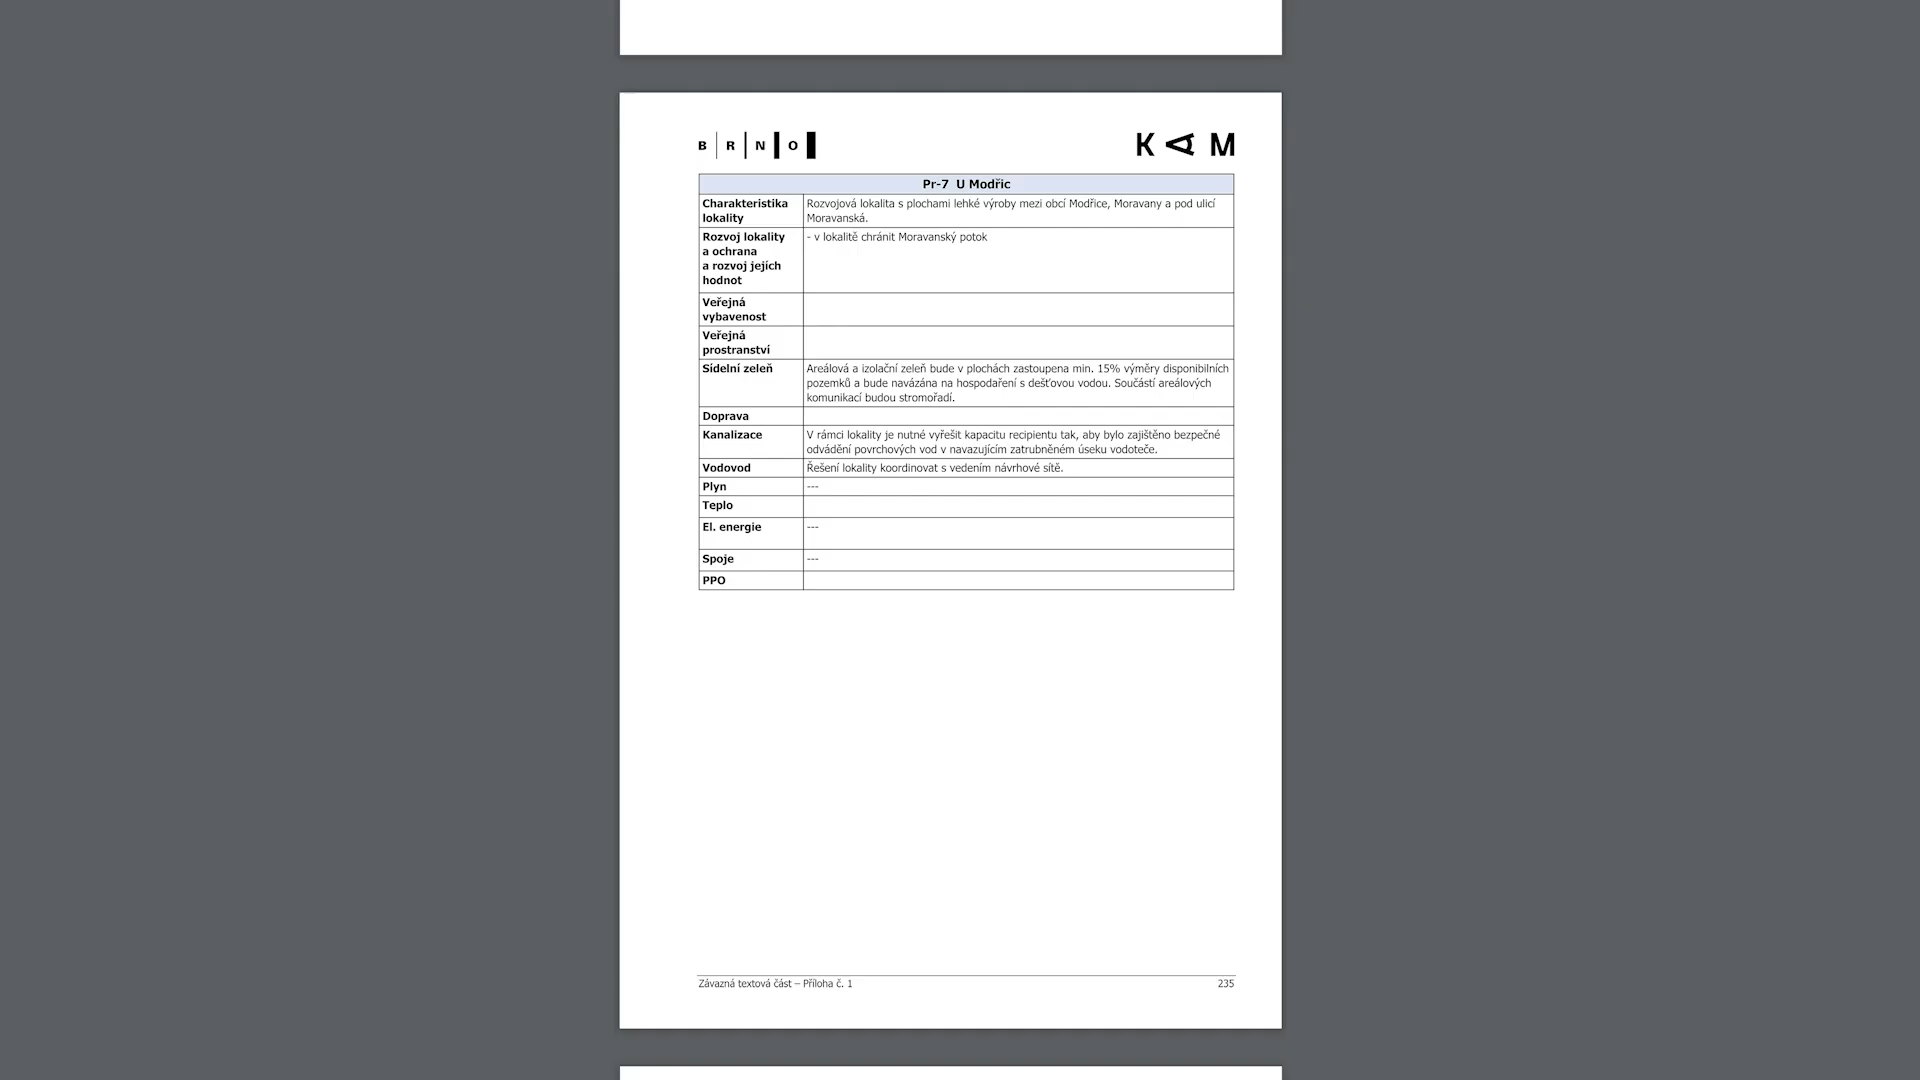 B R N O
K A M
Pr-7 U Modřic
Charakteristika
lokality
Rozvojová lokalita s plochami lehké výroby mezi obcí Modřice, Moravany a pod ulicí
Moravanská.
Rozvoj lokality
a ochrana
a rozvoj jejích
hodnot
- v lokalitě chránit Moravanský potok
Veřejná
vybavenost
Veřejná
prostranství
Sídelní zeleň
Areálová a izolační zeleň bude v plochách zastoupena min. 15% výměry disponibilních
pozemků a bude navázána na hospodaření s dešťovou vodou. Součástí areálových
komunikací budou stromořadí.
Doprava
Kanalizace
V rámci lokality je nutné vyřešit kapacitu recipientu tak, aby bylo zajištěno bezpečné
odvádění povrchových vod v navazujícím zatrubněném úseku vodoteče.
Vodovod
Řešení lokality koordinovat s vedením návrhové sítě.
Plyn
---
Teplo
El. energie
---
Spoje
---
PPO
Závazná textová část – Příloha č. 1
235